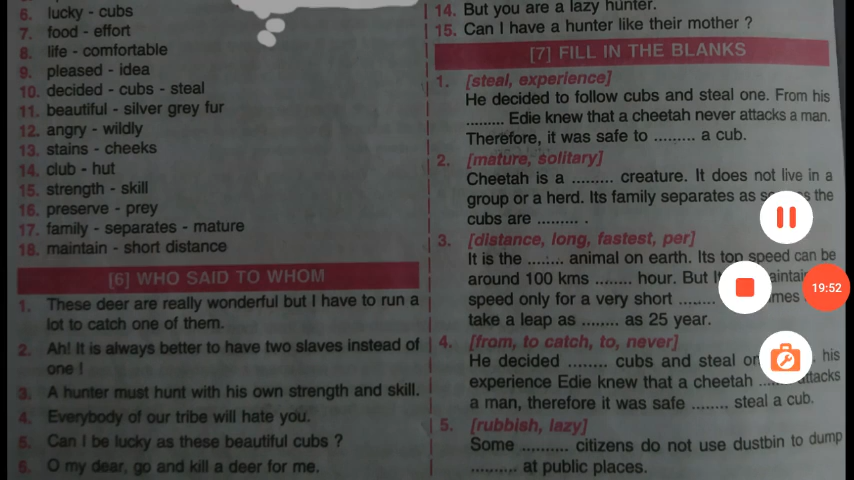 6. lucky - cubs
7. food - effort
8. life - comfortable
9. pleased - idea
10. decided - cubs - steal
11. beautiful - silver grey fur
12. angry - wildly
13. stains - cheeks
14. club - hut
15. strength - skill
16. preserve - prey
17. family - separates - mature
18. maintain - short distance
[6] WHO SAID TO WHOM
1. These deer are really wonderful but I have to run a
lot to catch one of them.
2. Ah! It is always better to have two slaves instead of
one !
3. A hunter must hunt with his own strength and skill.
4. Everybody of our tribe will hate you.
5. Can I be lucky as these beautiful cubs ?
6. O my dear, go and kill a deer for me.
14. But you are a lazy hunter.
15. Can I have a hunter like their mother ?
[7] FILL IN THE BLANKS
1. [steal, experience]
He decided to follow cubs and steal one. From his
......... Edie knew that a cheetah never attacks a man.
Therefore, it was safe to ......... a cub.
2. [mature, solitary]
Cheetah is a ......... creature. It does not live in a
group or a herd. Its family separates as the
cubs are ......... .
3. [distance, long, fastest, per]
It is the ........ animal on earth. Its top speed can be
around 100 kms ........ hour. But
speed only for a very short ........
take a leap as ........ as 25 year.
4. [from, to catch, to, never]
He decided ........ cubs and steal his
experience Edie knew that a cheetah ........
a man, therefore it was safe ........ steal a cub.
5. [rubbish, lazy]
Some .......... citizens do not use dustbin to dump
.......... at public places.
19:52